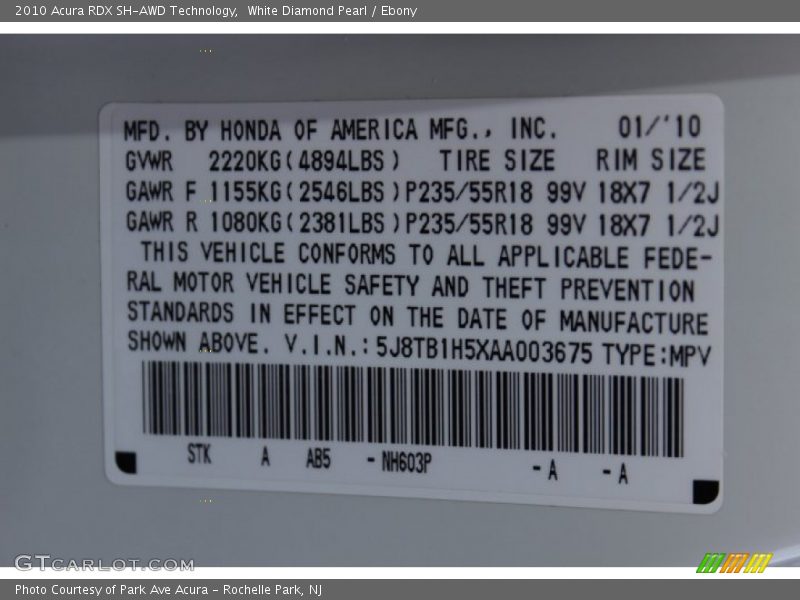 2010 Acura RDX SH-AWD Technology,  White Diamond Pearl / Ebony
MFD. BY HONDA OF AMERICA MFG., INC. 01/'10
GVWR 2220KG(4894LBS) TIRE SIZE RIM SIZE
GAWR F 1155KG(2546LBS)P235/55R18 99V 18X7 1/2J
GAWR R 1080KG(2381LBS)P235/55R18 99V 18X7 1/2J
THIS VEHICLE CONFORMS TO ALL APPLICABLE FEDE-
RAL MOTOR VEHICLE SAFETY AND THEFT PREVENTION
STANDARDS IN EFFECT ON THE DATE OF MANUFACTURE
SHOWN ABOVE. V.I.N.:5J8TB1H5XAA003675 TYPE:MPV
STK A AB5 -NH603P -A -A
GTCARLOT.COM
Photo Courtesy of Park Ave Acura - Rochelle Park, NJ